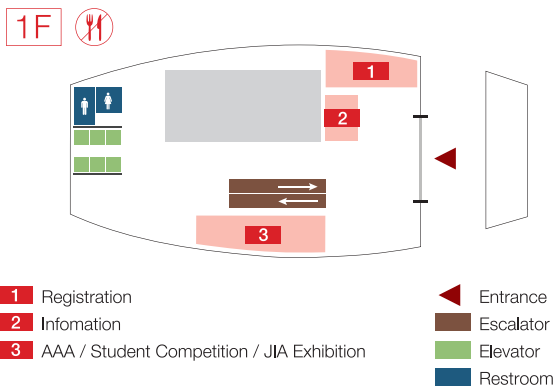 1F
1
2
3
1 Registration
2 Infomation
3 AAA / Student Competition / JIA Exhibition
Entrance
Escalator
Elevator
Restroom